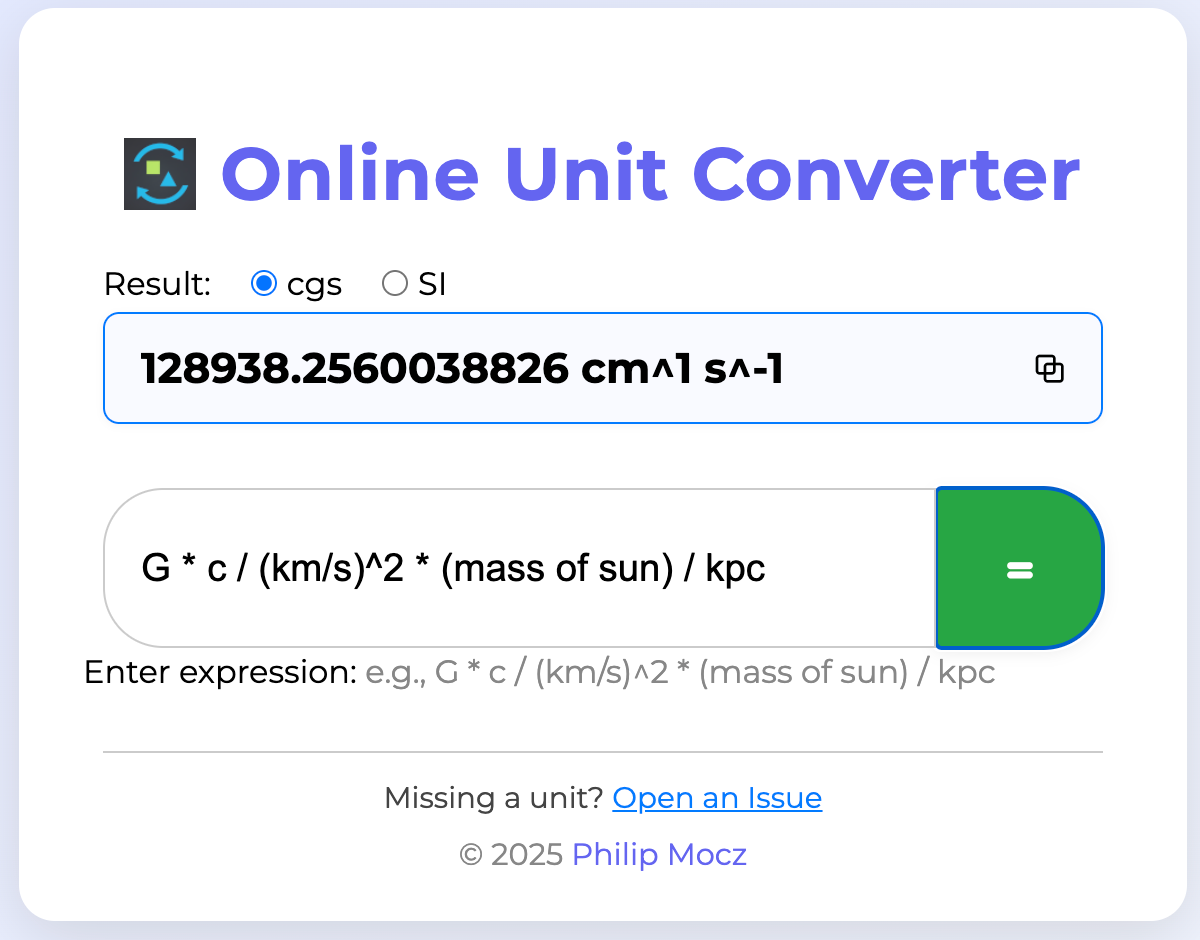 Online Unit Converter
Result: cgs SI
128938.2560038826 cm^1 s^-1
G * c / (km/s)^2 * (mass of sun) / kpc
=
Enter expression: e.g., G * c / (km/s)^2 * (mass of sun) / kpc
Missing a unit? Open an Issue
© 2025 Philip Mocz